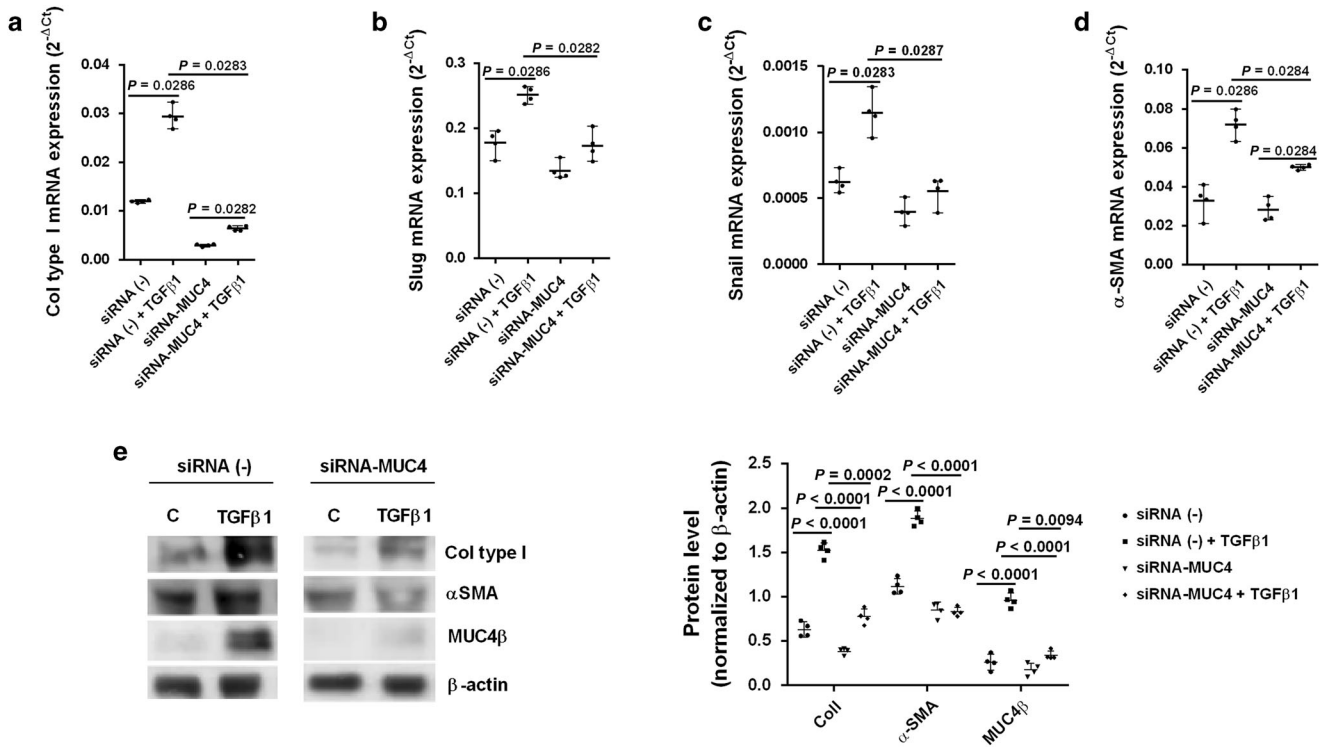 a
Col type I mRNA expression (2-ΔCt)
0.04
0.03
0.02
0.01
0.00
P = 0.0283
P = 0.0286
P = 0.0282
siRNA (-)
siRNA (-) + TGFβ1
siRNA-MUC4
siRNA-MUC4 + TGFβ1
b
Slug mRNA expression (2-ΔCt)
0.3
0.2
0.1
0.0
P = 0.0282
P = 0.0286
siRNA (-)
siRNA (-) + TGFβ1
siRNA-MUC4
siRNA-MUC4 + TGFβ1
c
Snail mRNA expression (2-ΔCt)
0.0015
0.0010
0.0005
0.0000
P = 0.0287
P = 0.0283
siRNA (-)
siRNA (-) + TGFβ1
siRNA-MUC4
siRNA-MUC4 + TGFβ1
d
α-SMA mRNA expression (2-ΔCt)
0.10
0.08
0.06
0.04
0.02
0.00
P = 0.0284
P = 0.0286
P = 0.0284
siRNA (-)
siRNA (-) + TGFβ1
siRNA-MUC4
siRNA-MUC4 + TGFβ1
e
siRNA (-) siRNA-MUC4
C TGFβ1 C TGFβ1
Col type I
αSMA
MUC4β
β-actin
Protein level
(normalized to β-actin)
2.5
2.0
1.5
1.0
0.5
0.0
P < 0.0001
P = 0.0002
P < 0.0001
P < 0.0001
P < 0.0001
P = 0.0094
P < 0.0001
P < 0.0001
ColI
α-SMA
MUC4β
siRNA (-)
siRNA (-) + TGFβ1
siRNA-MUC4
siRNA-MUC4 + TGFβ1